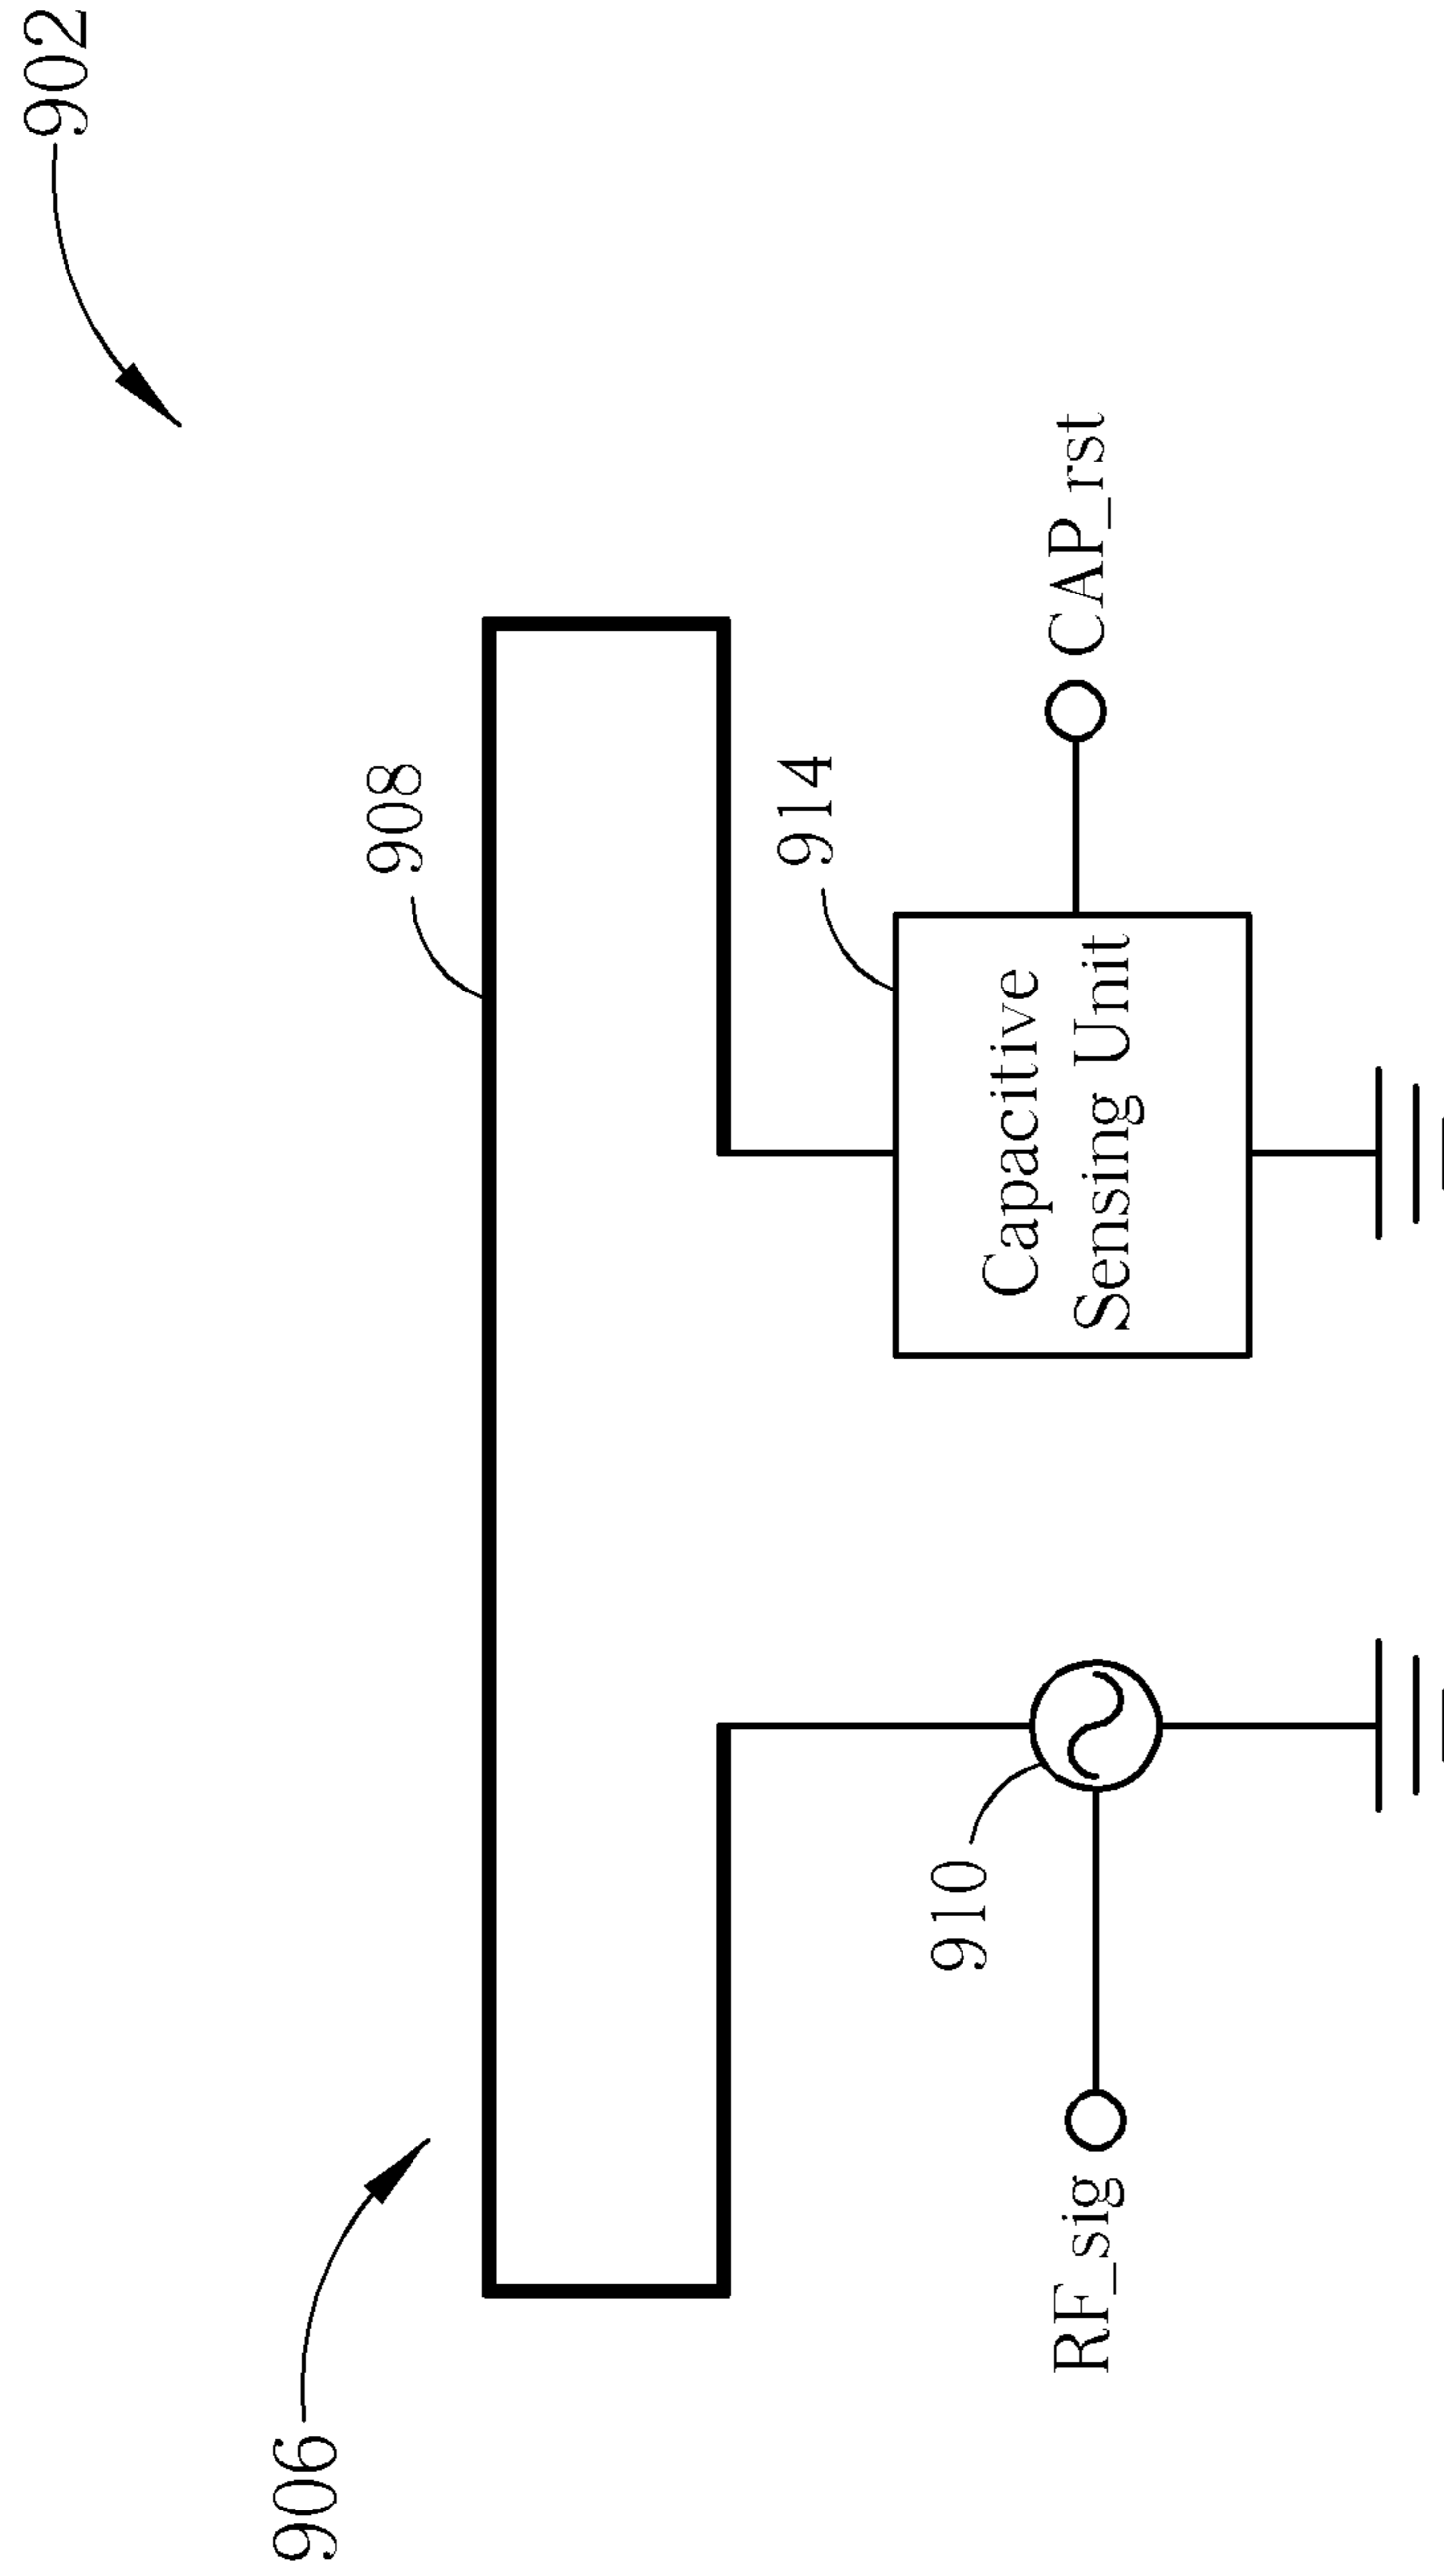 902
906
908
914
910
Capacitive
Sensing Unit
RF_sig
CAP_rst